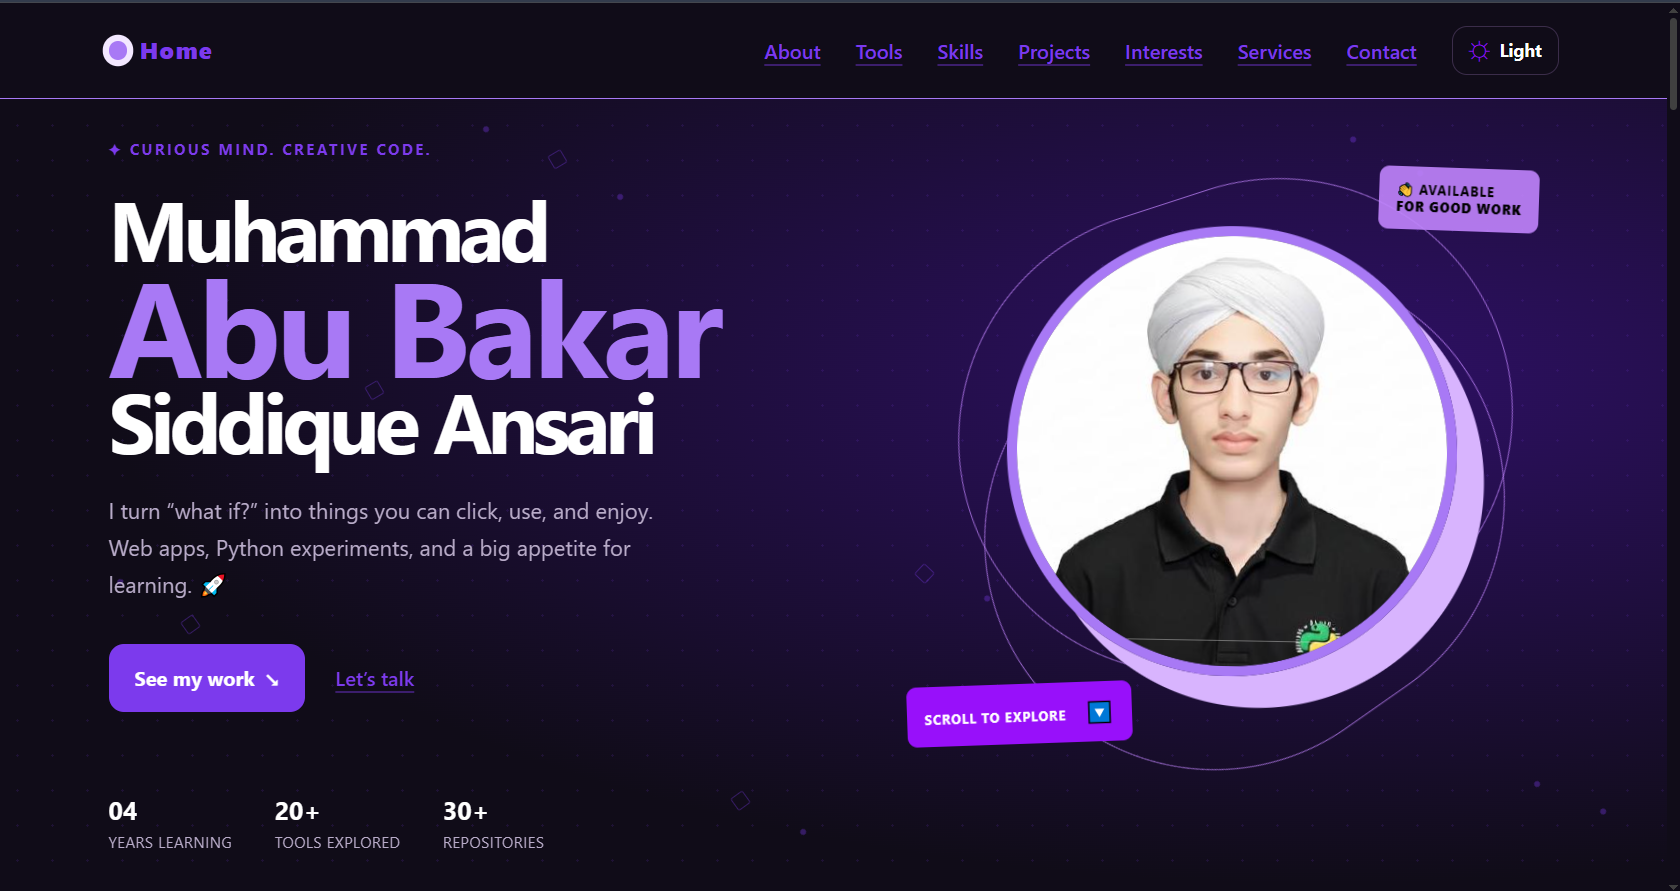 Home
About
Tools
Skills
Projects
Interests
Services
Contact
Light
✦ CURIOUS MIND. CREATIVE CODE.
Muhammad
Abu Bakar
Siddique Ansari
I turn “what if?” into things you can click, use, and enjoy.
Web apps, Python experiments, and a big appetite for
learning. 🚀
See my work ↘
Let’s talk
04
YEARS LEARNING
20+
TOOLS EXPLORED
30+
REPOSITORIES
👋 AVAILABLE
FOR GOOD WORK
SCROLL TO EXPLORE 🔽